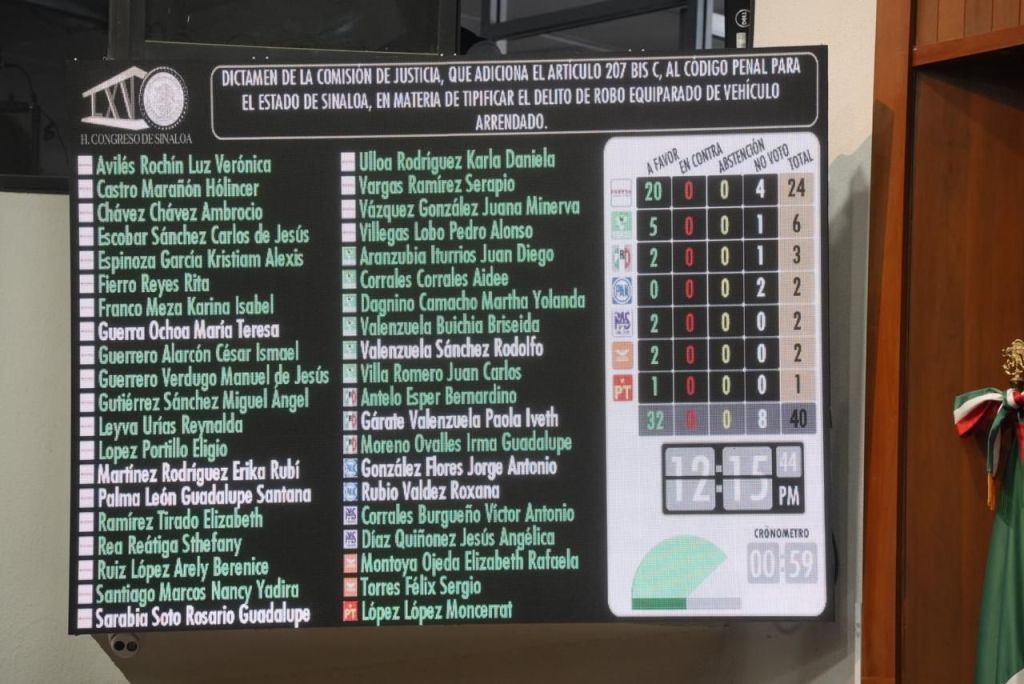 DICTAMEN DE LA COMISIÓN DE JUSTICIA, QUE ADICIONA EL ARTÍCULO 207 BIS C, AL CÓDIGO PENAL PARA
EL ESTADO DE SINALOA, EN MATERIA DE TIPIFICAR EL DELITO DE ROBO EQUIPARADO DE VEHÍCULO
ARRENDADO.
LXV
H. CONGRESO DE SINALOA
Avilés Rochín Luz Verónica
Castro Marañón Hólincer
Chávez Chávez Ambrocio
Escobar Sánchez Carlos de Jesús
Espinoza García Kristiam Alexis
Fierro Reyes Rita
Franco Meza Karina Isabel
Guerra Ochoa María Teresa
Guerrero Alarcón César Ismael
Guerrero Verdugo Manuel de Jesús
Gutiérrez Sánchez Miguel Ángel
Leyva Urías Reynalda
Lopez Portillo Eligio
Martínez Rodríguez Erika Rubí
Palma León Guadalupe Santana
Ramírez Tirado Elizabeth
Rea Reátiga Sthefany
Ruiz López Arely Berenice
Santiago Marcos Nancy Yadira
Sarabia Soto Rosario Guadalupe
Ulloa Rodríguez Karla Daniela
Vargas Ramírez Serapio
Vázquez González Juana Minerva
Villegas Lobo Pedro Alonso
Aranzubia Iturrios Juan Diego
Corrales Corrales Aidee
Dagnino Camacho Martha Yolanda
Valenzuela Buichia Briseida
Valenzuela Sánchez Rodolfo
Villa Romero Juan Carlos
Antelo Esper Bernardino
Gárate Valenzuela Paola Iveth
Moreno Ovalles Irma Guadalupe
González Flores Jorge Antonio
Rubio Valdez Roxana
Corrales Burgueño Víctor Antonio
Díaz Quiñonez Jesús Angélica
Montoya Ojeda Elizabeth Rafaela
Torres Félix Sergio
PT López López Moncerrat
A FAVOR EN CONTRA ABSTENCIÓN NO VOTO TOTAL
morena 20 0 0 4 24
5 0 0 1 6
PRI 2 0 0 1 3
PAN 0 0 0 2 2
PAS 2 0 0 0 2
2 0 0 0 2
PT 1 0 0 0 1
32 0 0 8 40
12:15 44 PM
CRÓNOMETRO
00:59
DELL